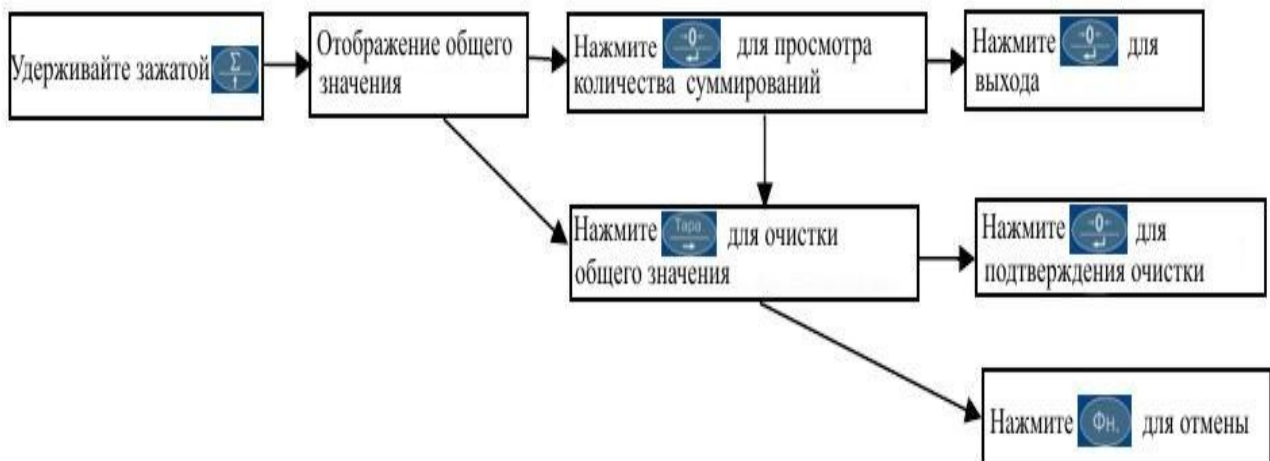 Удерживайте зажатой Σ
↑
Отображение общего
значения
Нажмите →0← для просмотра
↵
количества суммирований
Нажмите →0← для
↵
выхода
Нажмите Тара для очистки
→
общего значения
Нажмите →0← для
↵
подтверждения очистки
Нажмите Фн. для отмены